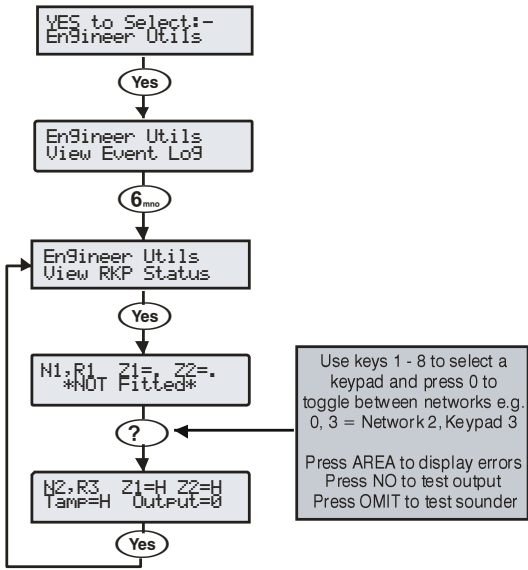 YES to Select:-
Engineer Utils
Yes
Engineer Utils
View Event Log
6mno
Engineer Utils
View RKP Status
Yes
N1,R1 Z1=. Z2=.
*NOT Fitted*
?
Use keys 1 - 8 to select a
keypad and press 0 to
toggle between networks e.g.
0, 3 = Network 2, Keypad 3
Press AREA to display errors
Press NO to test output
Press OMIT to test sounder
N2,R3 Z1=H Z2=H
Tamp=H Output=0
Yes